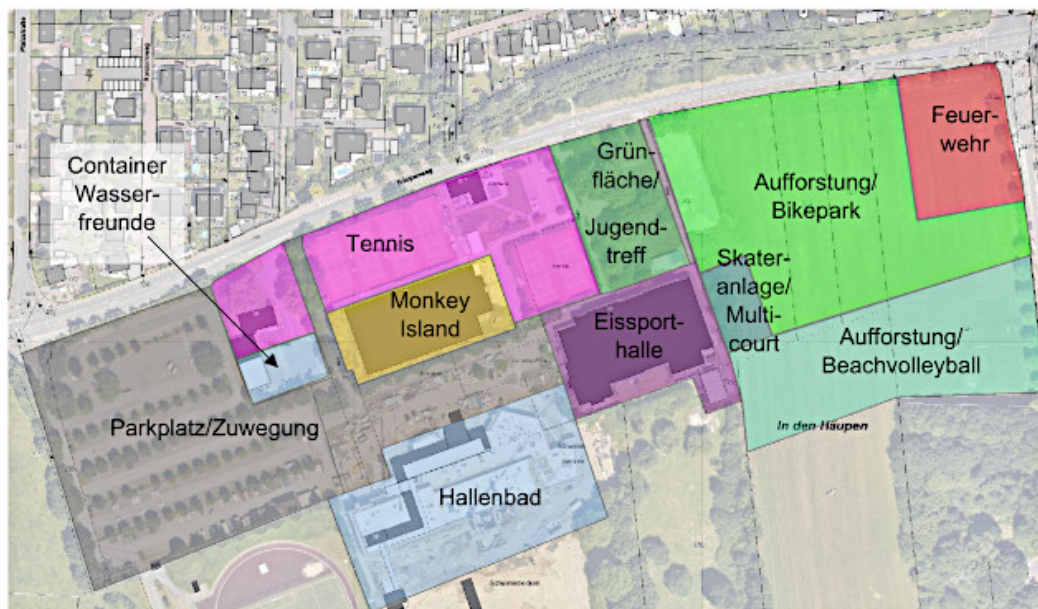 Container
Wasser-
freunde
Tennis
Monkey
Island
Grün-
fläche/
Jugend-
treff
Eissport-
halle
Skater-
anlage/
Multi-
court
Aufforstung/
Bikepark
Feuer-
wehr
Aufforstung/
Beachvolleyball
In den Häupen
Parkplatz/Zuwegung
Hallenbad